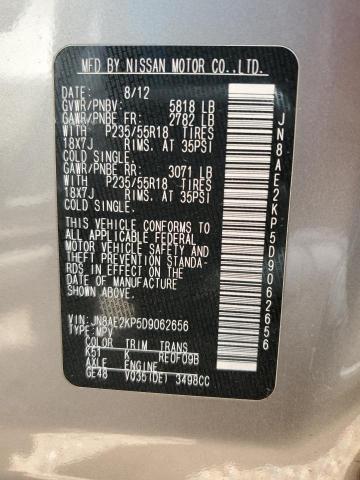 MFD BY NISSAN MOTOR CO.,LTD.
DATE: 8/12
GVWR/PNBV: 5818 LB
GAWR/PNBE FR: 2782 LB
WITH P235/55R18 TIRES
18X7J RIMS. AT 35PSI
COLD SINGLE.
GAWR/PNBE RR: 3071 LB
WITH P235/55R18 TIRES
18X7J RIMS. AT 35PSI
COLD SINGLE.
THIS VEHICLE CONFORMS TO
ALL APPLICABLE FEDERAL
MOTOR VEHICLE SAFETY AND
THEFT PREVENTION STANDA-
RDS IN EFFECT ON THE
DATE OF MANUFACTURE
SHOWN ABOVE.
VIN: JN8AE2KP5D9062656
TYPE: MPV
COLOR TRIM TRANS
K51 K RE0F09B
AXLE ENGINE
GE48 VQ35(DE) 3498CC
JN8AE2KP5D9062656